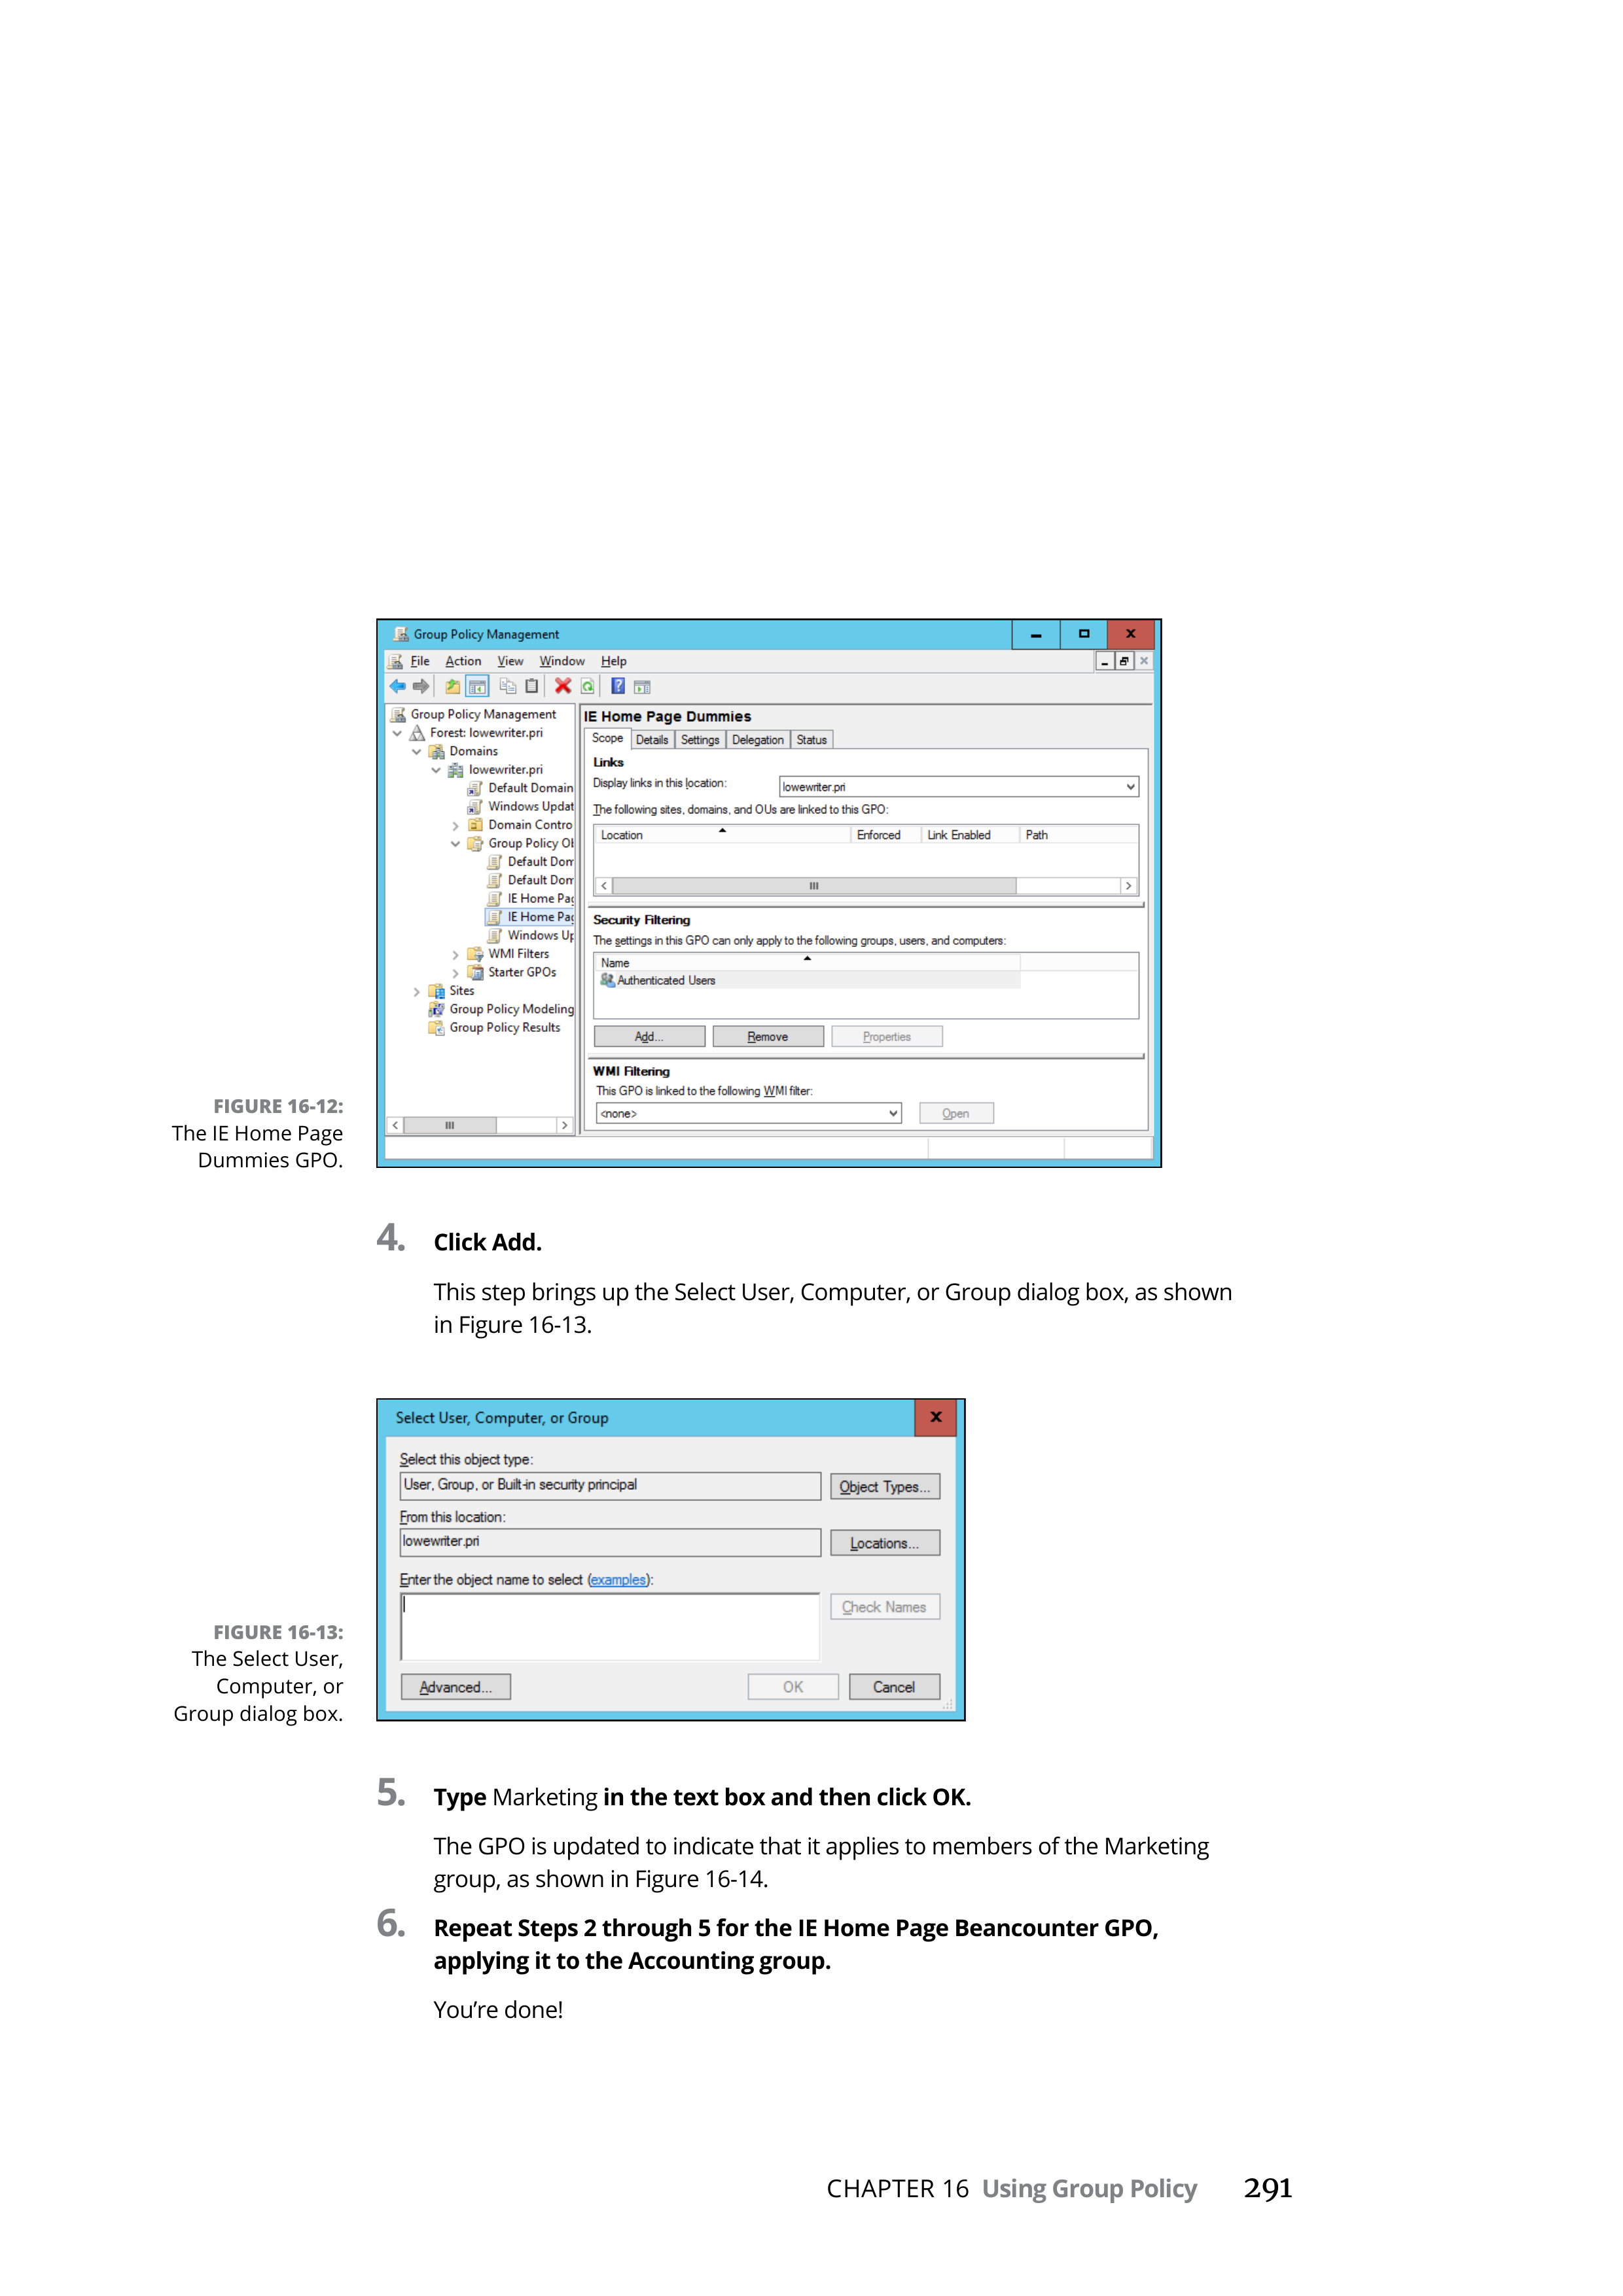 Group Policy Management
File Action View Window Help
Group Policy Management
Forest: lowewriter.pri
Domains
lowewriter.pri
Default Domain
Windows Updat
Domain Contro
Group Policy Ob
Default Dom
Default Dom
IE Home Pag
IE Home Pag
Windows Up
WMI Filters
Starter GPOs
Sites
Group Policy Modeling
Group Policy Results
IE Home Page Dummies
Scope Details Settings Delegation Status
Links
Display links in this location: lowewriter.pri
The following sites, domains, and OUs are linked to this GPO:
Location Enforced Link Enabled Path
Security Filtering
The settings in this GPO can only apply to the following groups, users, and computers:
Name
Authenticated Users
Add... Remove Properties
WMI Filtering
This GPO is linked to the following WMI filter:
<none> Open
FIGURE 16-12:
The IE Home Page
Dummies GPO.
4. Click Add.
This step brings up the Select User, Computer, or Group dialog box, as shown
in Figure 16-13.
Select User, Computer, or Group
Select this object type:
User, Group, or Built-in security principal Object Types...
From this location:
lowewriter.pri Locations...
Enter the object name to select (examples):
Check Names
Advanced... OK Cancel
FIGURE 16-13:
The Select User,
Computer, or
Group dialog box.
5. Type Marketing in the text box and then click OK.
The GPO is updated to indicate that it applies to members of the Marketing
group, as shown in Figure 16-14.
6. Repeat Steps 2 through 5 for the IE Home Page Beancounter GPO,
applying it to the Accounting group.
You’re done!
CHAPTER 16 Using Group Policy 291